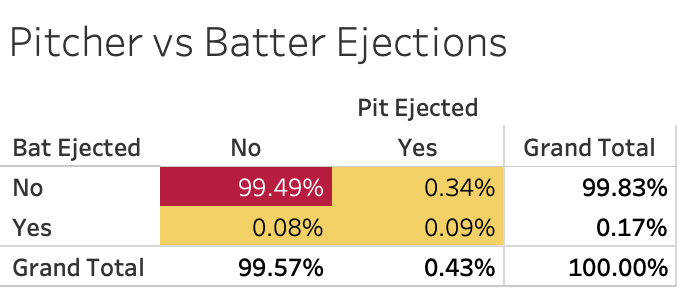 Pitcher vs Batter Ejections
Pit Ejected
Bat Ejected No Yes Grand Total
No 99.49% 0.34% 99.83%
Yes 0.08% 0.09% 0.17%
Grand Total 99.57% 0.43% 100.00%